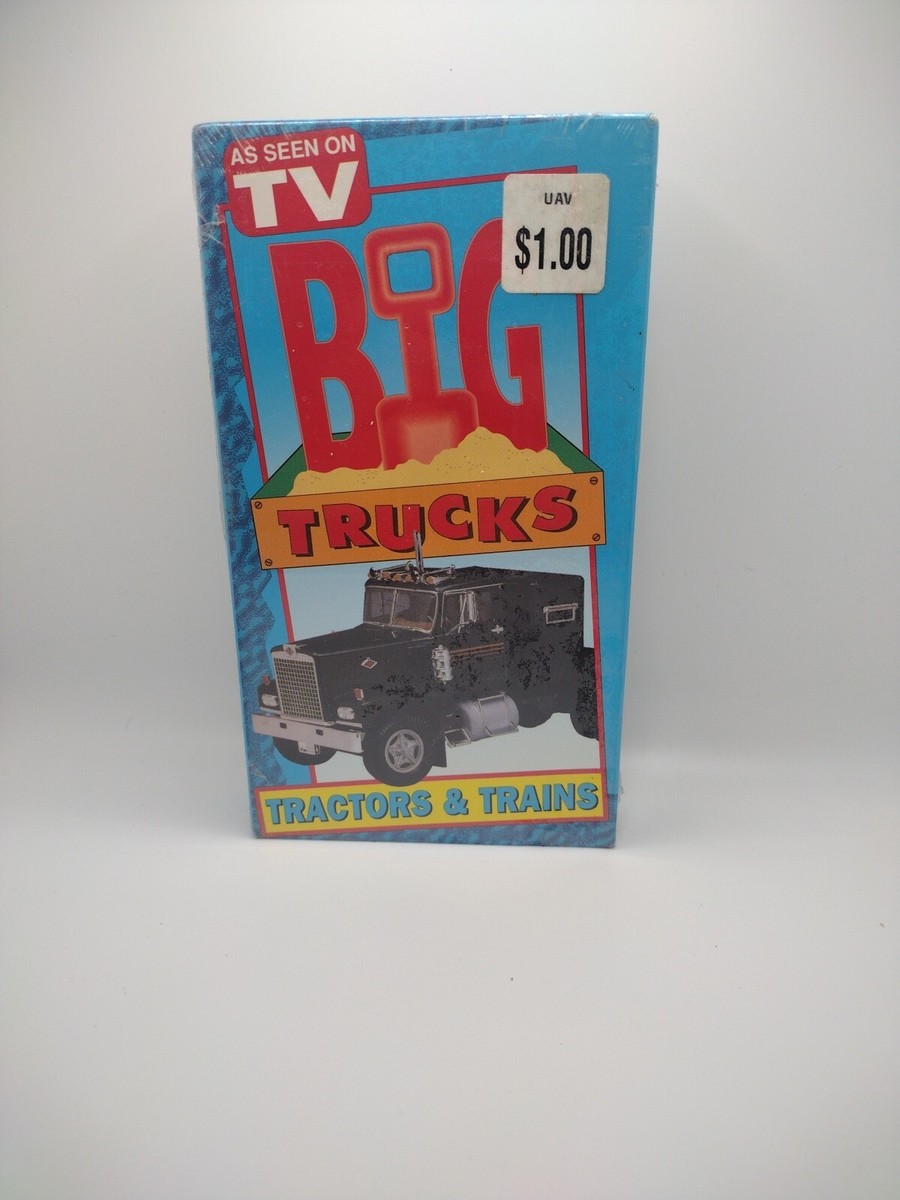 AS SEEN ON
TV
UAV
$1.00
BIG
TRUCKS
TRACTORS & TRAINS